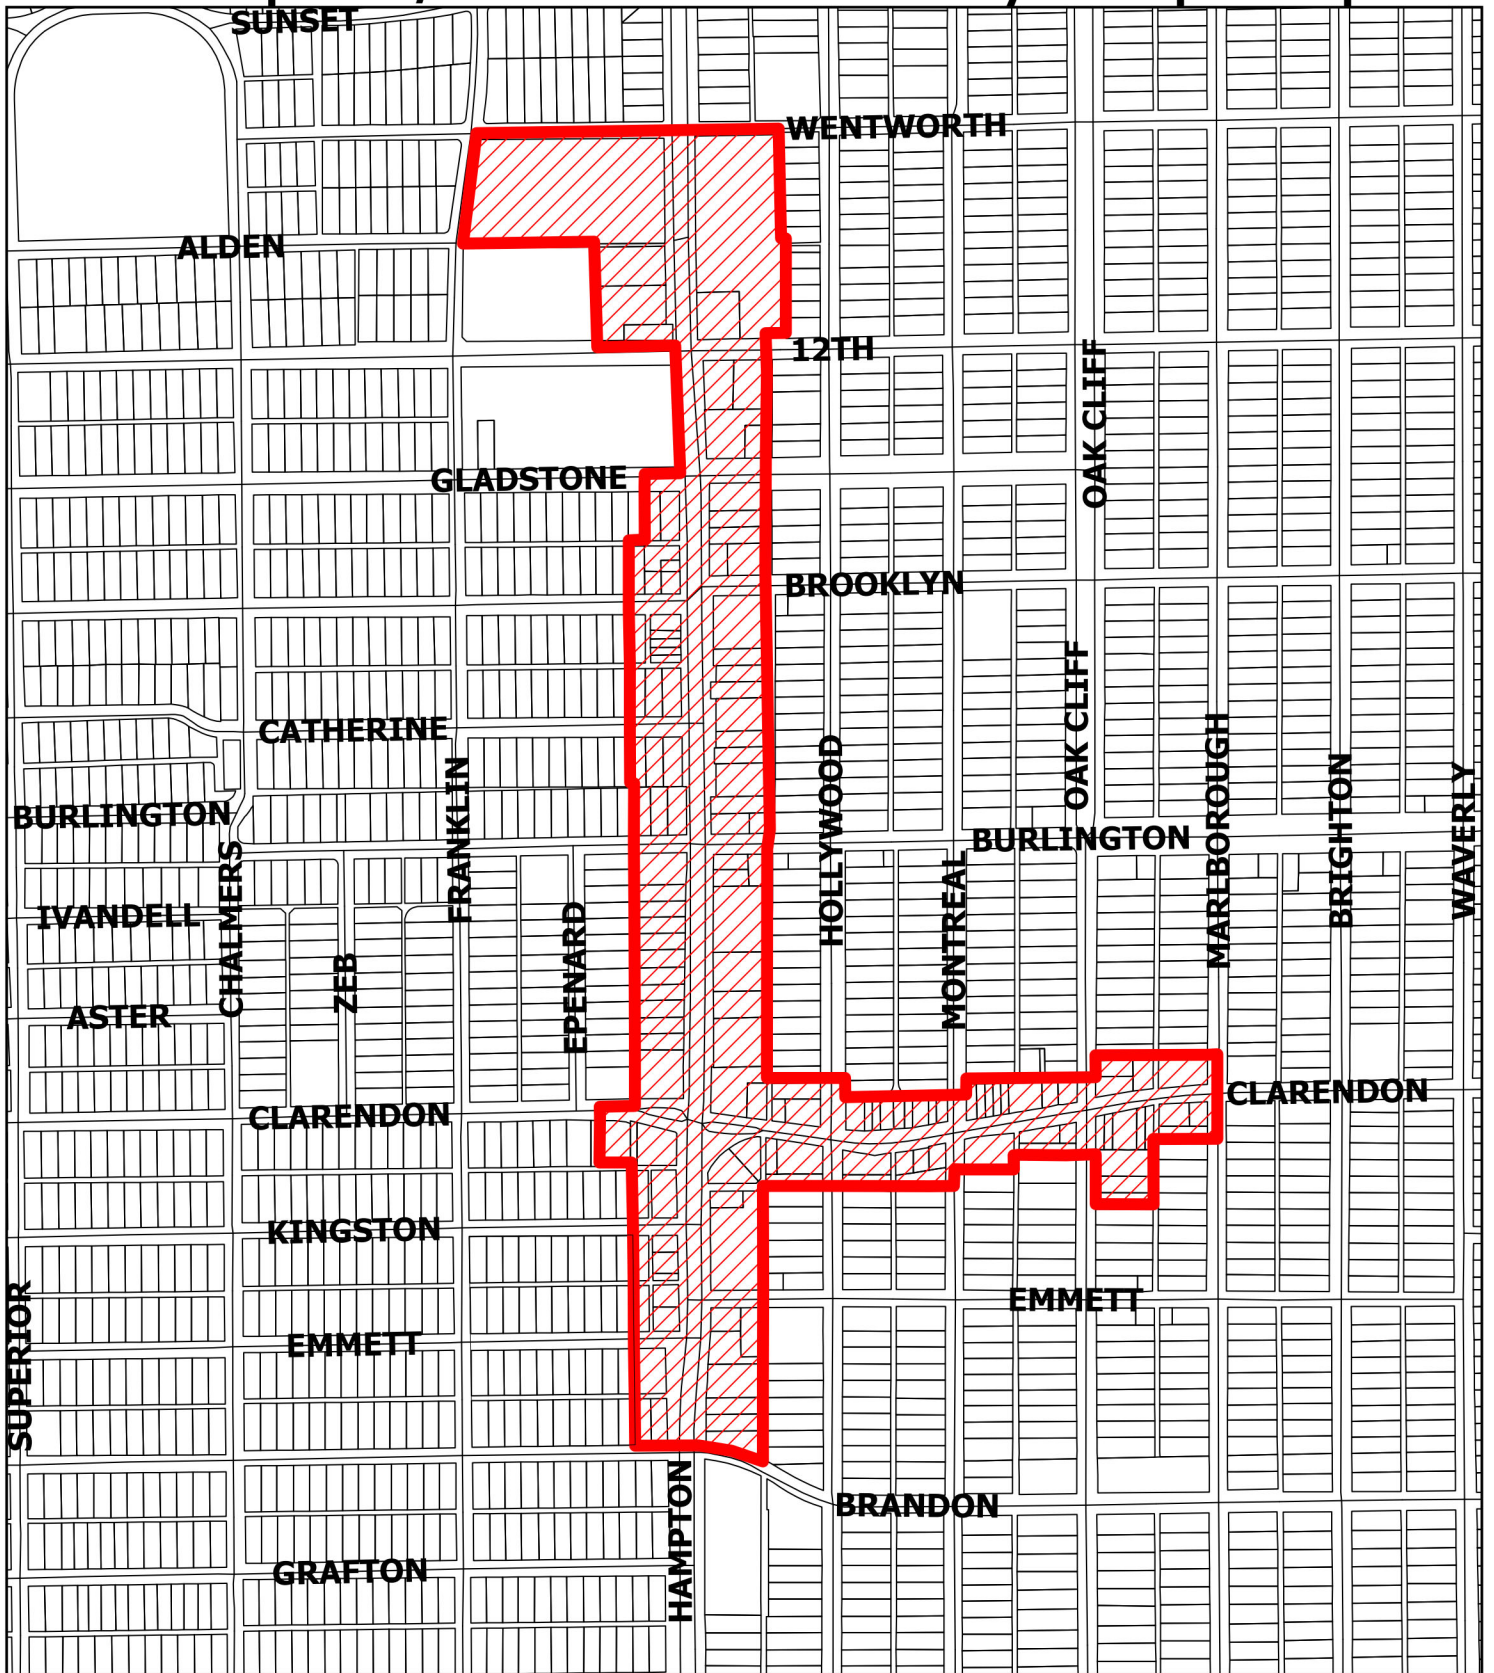 SUNSET
WENTWORTH
ALDEN
12TH
OAK CLIFF
GLADSTONE
BROOKLYN
OAK CLIFF
CATHERINE
MARLBOROUGH
HOLLYWOOD
BRIGHTON
FRANKLIN
WAVERLY
BURLINGTON
BURLINGTON
CHALMERS
MONTREAL
IVANDELL
EPENARD
ZEB
ASTER
CLARENDON
CLARENDON
KINGSTON
SUPERIOR
EMMETT
EMMETT
HAMPTON
BRANDON
GRAFTON